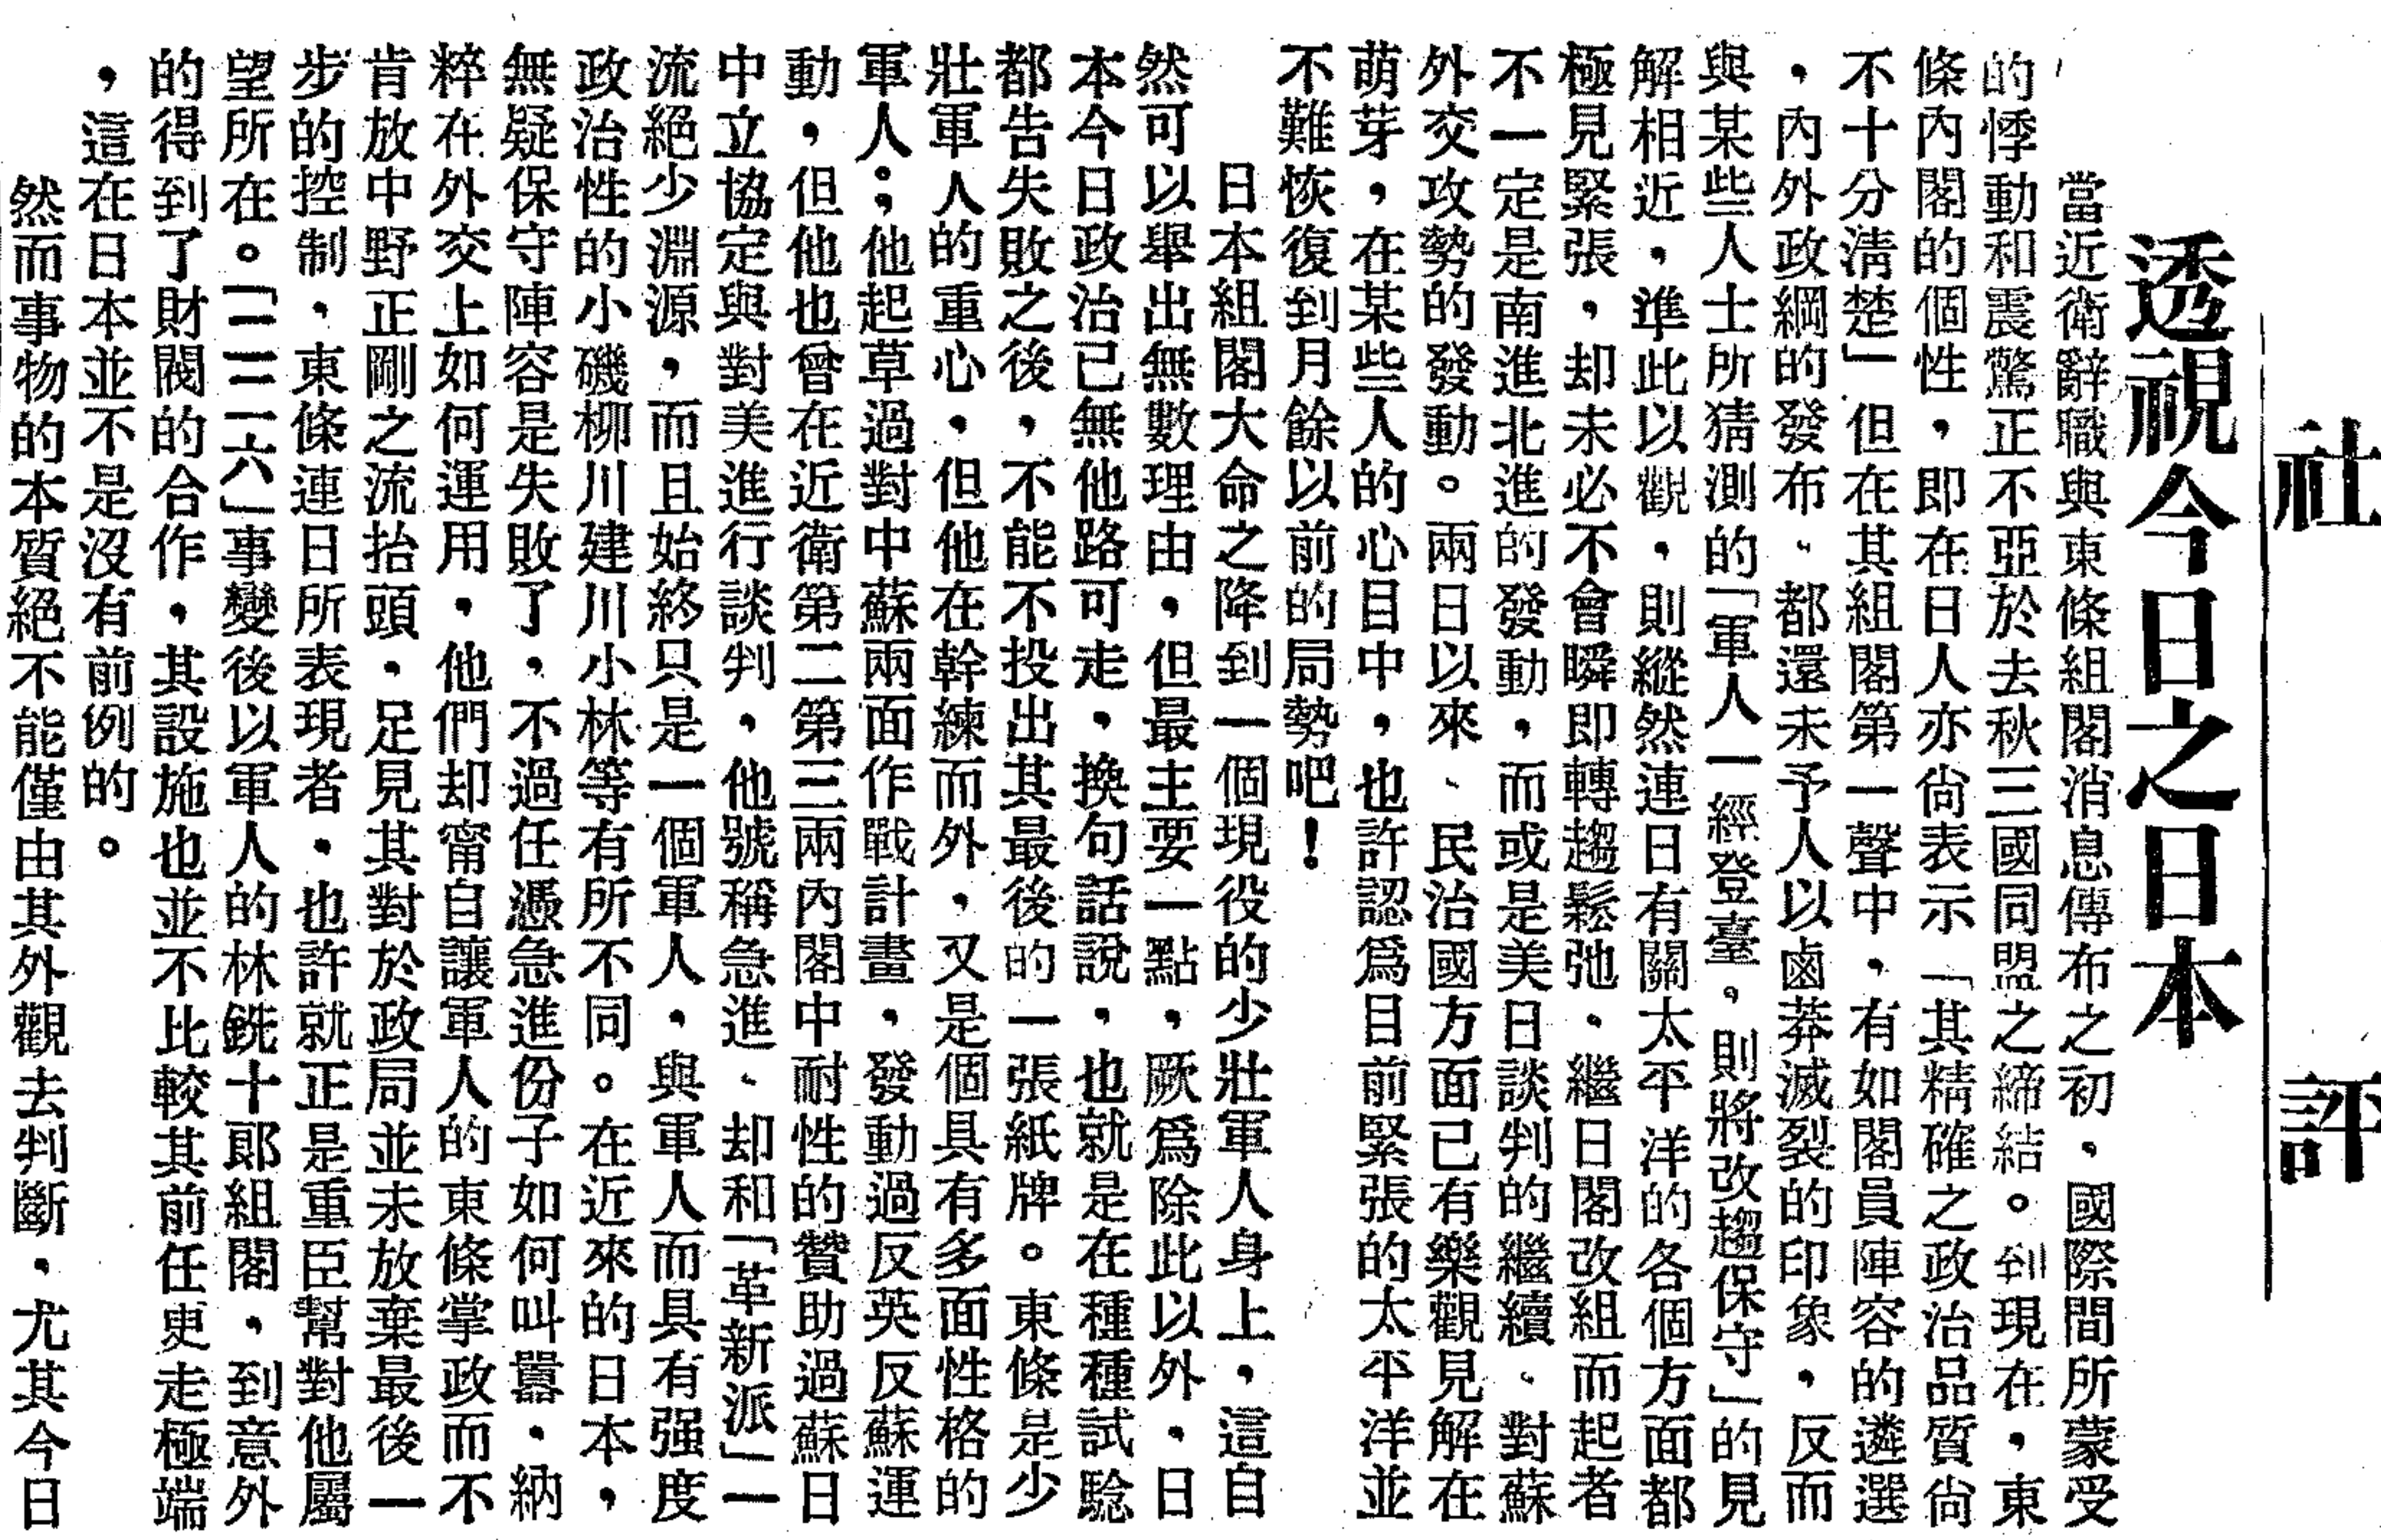 社評
透視今日之日本
當近衛辭職與東條組閣消息傳布之初，國際間所蒙受
的悸動和震驚正不亞於去秋三國同盟之締結。到現在，東
條內閣的個性，即在日人亦尙表示「其精確之政治品質尙
不十分淸楚」但在其組閣第一聲中，有如閣員陣容的遴選
，內外政綱的發布、都還未予人以鹵莽滅裂的印象，反而
與某些人士所猜測的「軍人一經登臺，則將改趨保守」的見
解相近，準此以觀，則縱然連日有關太平洋的各個方面都
極見緊張，却未必不會瞬即轉趨鬆弛，繼日閣改組而起者
不一定是南進北進的發動，而或是美日談判的繼續、對蘇
外交攻勢的發動。兩日以來、民治國方面已有樂觀見解在
萌芽，在某些人的心目中，也許認爲目前緊張的太平洋並
不難恢復到月餘以前的局勢吧！
日本組閣大命之降到一個現役的少壯軍人身上，這自
然可以舉出無數理由，但最主要一點，厥爲除此以外，日
本今日政治已無他路可走，換句話說，也就是在種種試騐
都告失敗之後，不能不投出其最後的一張紙牌。東條是少
壯軍人的重心，但他在幹練而外，又是個具有多面性格的
軍人；他起草過對中蘇兩面作戰計畫，發動過反英反蘇運
動，但他也曾在近衛第二第三兩內閣中耐性的贊助過蘇日
中立協定與對美進行談判，他號稱急進、却和「革新派」一
流絕少淵源，而且始終只是一個軍人，與軍人而具有强度
政治性的小磯柳川建川小林等有所不同。在近來的日本，
無疑保守陣容是失敗了，不過任憑急進份子如何叫囂，納
粹在外交上如何運用，他們却甯自讓軍人的東條掌政而不
肯放中野正剛之流抬頭，足見其對於政局並未放棄最後一
步的控制，東條連日所表現者，也許就正是重臣幫對他屬
望所在。「二二六」事變後以軍人的林銑十郞組閣，到意外
的得到了財閥的合作，其設施也並不比較其前任更走極端
，這在日本並不是沒有前例的。
然而事物的本質絕不能僅由其外觀去判斷，尤其今日